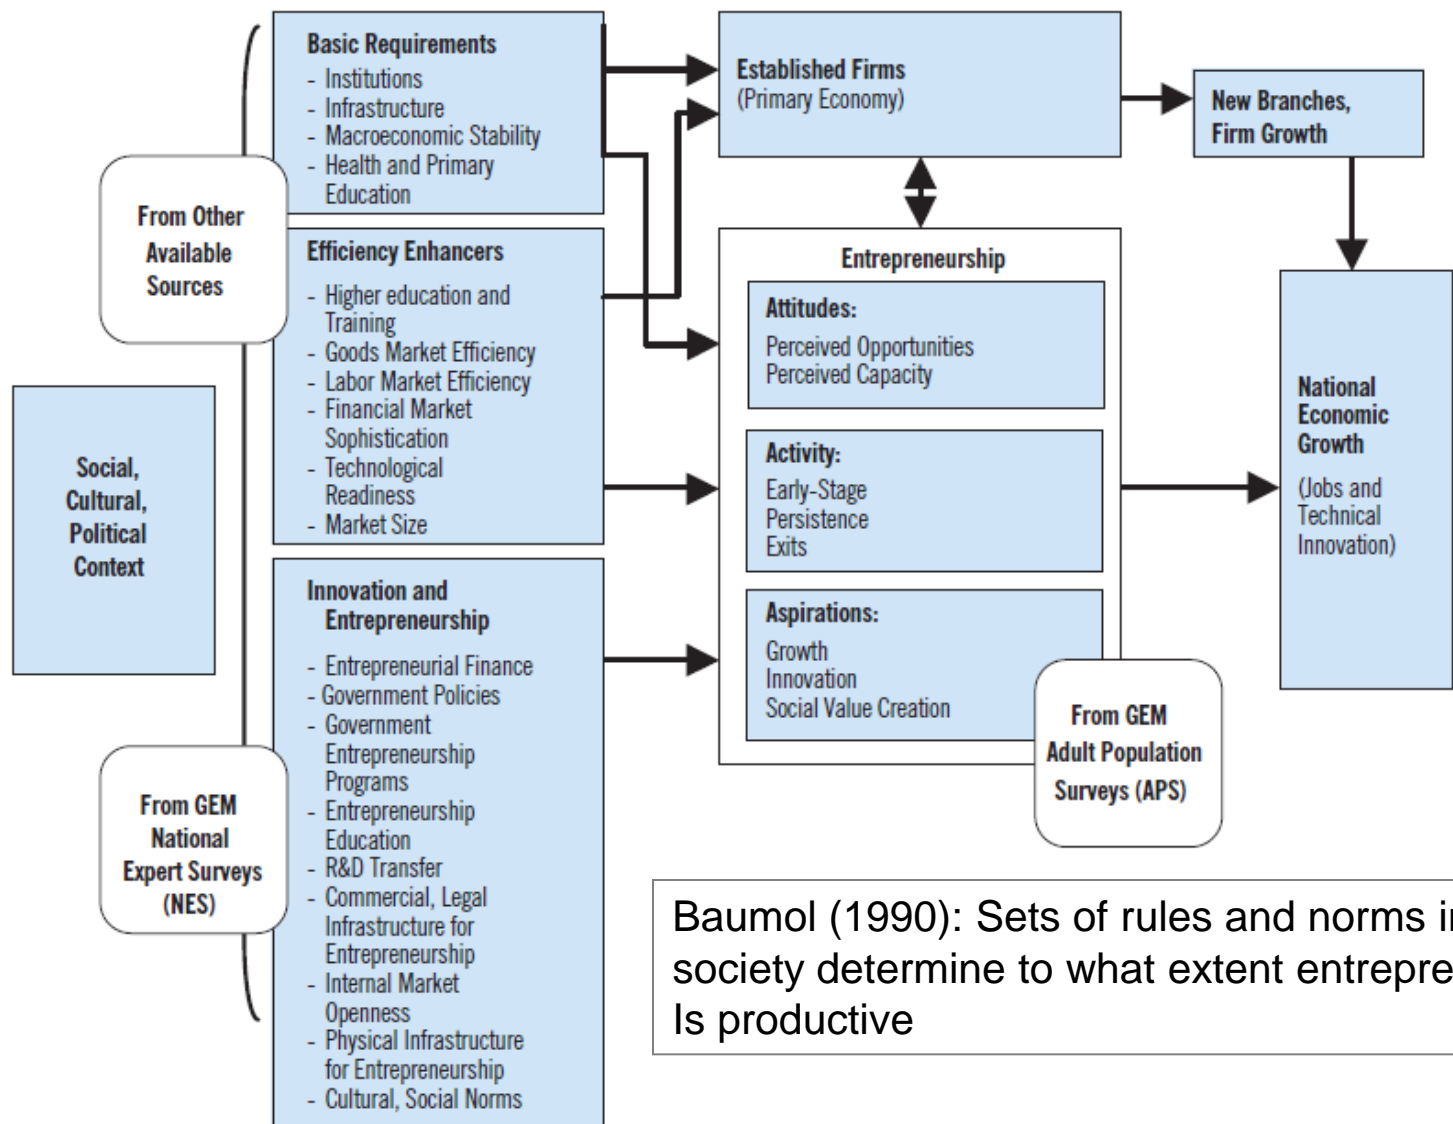 Social,
Cultural,
Political
Context
From Other
Available
Sources
From GEM
National
Expert Surveys
(NES)
Basic Requirements
- Institutions
- Infrastructure
- Macroeconomic Stability
- Health and Primary
Education
Efficiency Enhancers
- Higher education and
Training
- Goods Market Efficiency
- Labor Market Efficiency
- Financial Market
Sophistication
- Technological
Readiness
- Market Size
Innovation and
Entrepreneurship
- Entrepreneurial Finance
- Government Policies
- Government
Entrepreneurship
Programs
- Entrepreneurship
Education
- R&D Transfer
- Commercial, Legal
Infrastructure for
Entrepreneurship
- Internal Market
Openness
- Physical Infrastructure
for Entrepreneurship
- Cultural, Social Norms
Established Firms
(Primary Economy)
New Branches,
Firm Growth
Entrepreneurship
Attitudes:
Perceived Opportunities
Perceived Capacity
Activity:
Early-Stage
Persistence
Exits
Aspirations:
Growth
Innovation
Social Value Creation
From GEM
Adult Population
Surveys (APS)
National
Economic
Growth
(Jobs and
Technical
Innovation)
Baumol (1990): Sets of rules and norms
society determine to what extent
Is productive